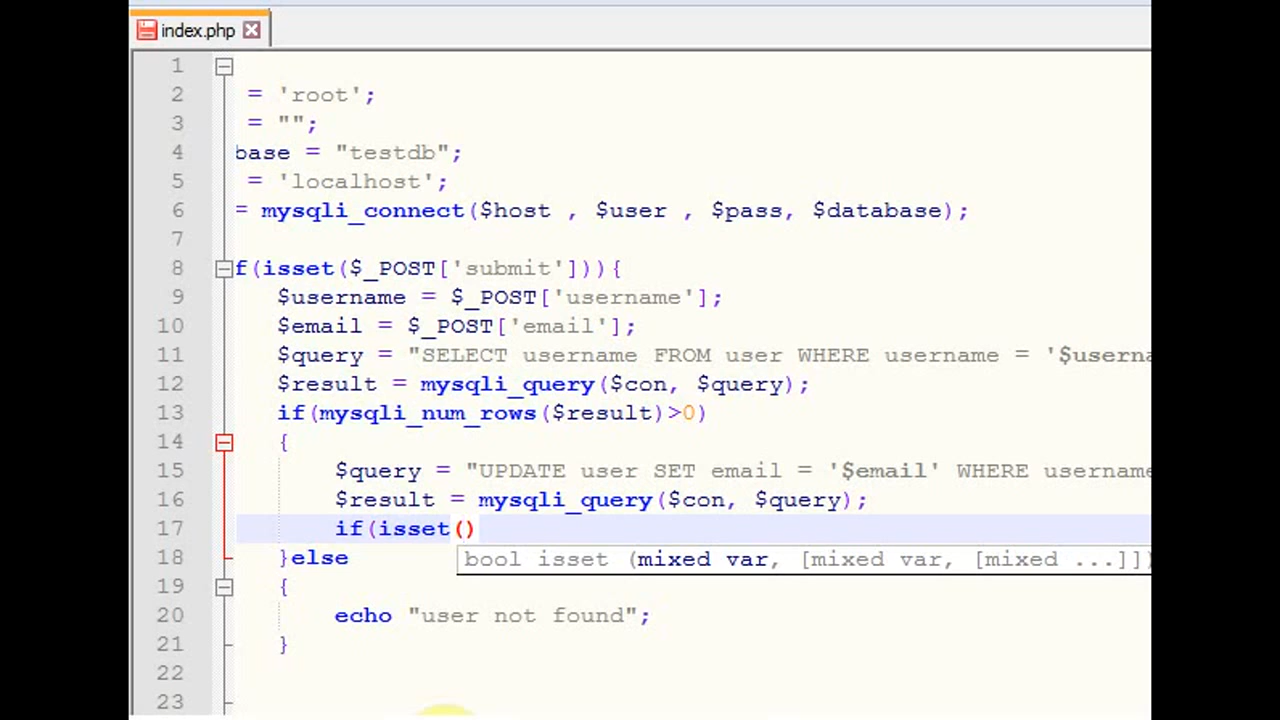 index.php
1
2 = 'root';
3 = "";
4 base = "testdb";
5 = 'localhost';
6 = mysqli_connect($host , $user , $pass, $database);
7
8 f(isset($_POST['submit'])){
9 $username = $_POST['username'];
10 $email = $_POST['email'];
11 $query = "SELECT username FROM user WHERE username = '$userna
12 $result = mysqli_query($con, $query);
13 if(mysqli_num_rows($result)>0)
14 {
15 $query = "UPDATE user SET email = '$email' WHERE username
16 $result = mysqli_query($con, $query);
17 if(isset()
18 }else
bool isset (mixed var, [mixed var, [mixed ...]])
19 {
20 echo "user not found";
21 }
22
23